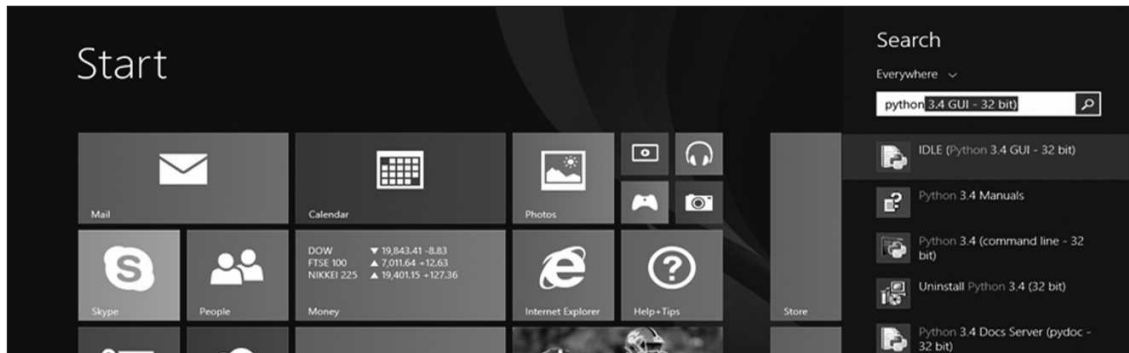 Start
Search
Everywhere
python 3.4 GUI - 32 bit)
IDLE (Python 3.4 GUI - 32 bit)
Python 3.4 Manuals
Python 3.4 (command line - 32
bit)
Uninstall Python 3.4 (32 bit)
Python 3.4 Docs Server (pydoc -
32 bit)
Mail
Calendar
Photos
DOW ▼ 19,843.41 -8.83
FTSE 100 ▲ 7,011.64 +12.63
NIKKEI 225 ▲ 19,401.15 +127.36
Skype
People
Money
Internet Explorer
Help+Tips
Store